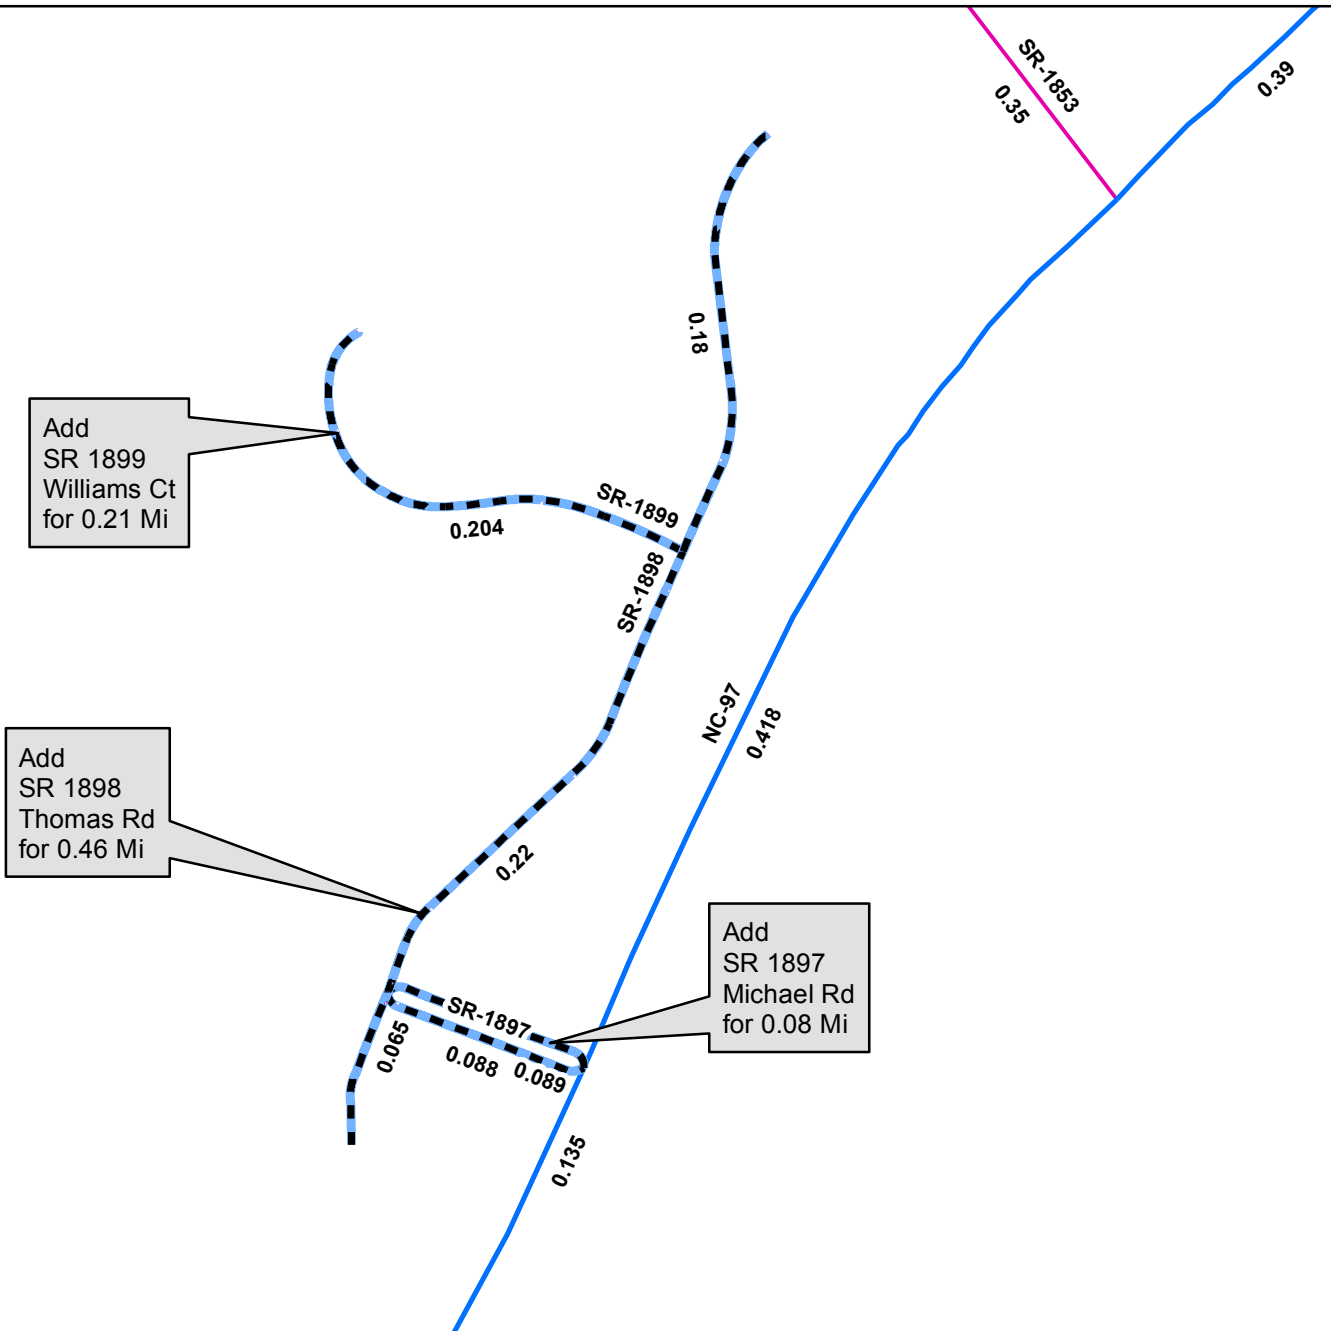 SR-1853
0.35
0.39
0.18
Add
SR 1899
Williams Ct
for 0.21 Mi
SR-1899
0.204
SR-1898
NC-97
0.418
Add
SR 1898
Thomas Rd
for 0.46 Mi
0.22
Add
SR 1897
Michael Rd
for 0.08 Mi
SR-1897
0.065
0.088
0.089
0.135